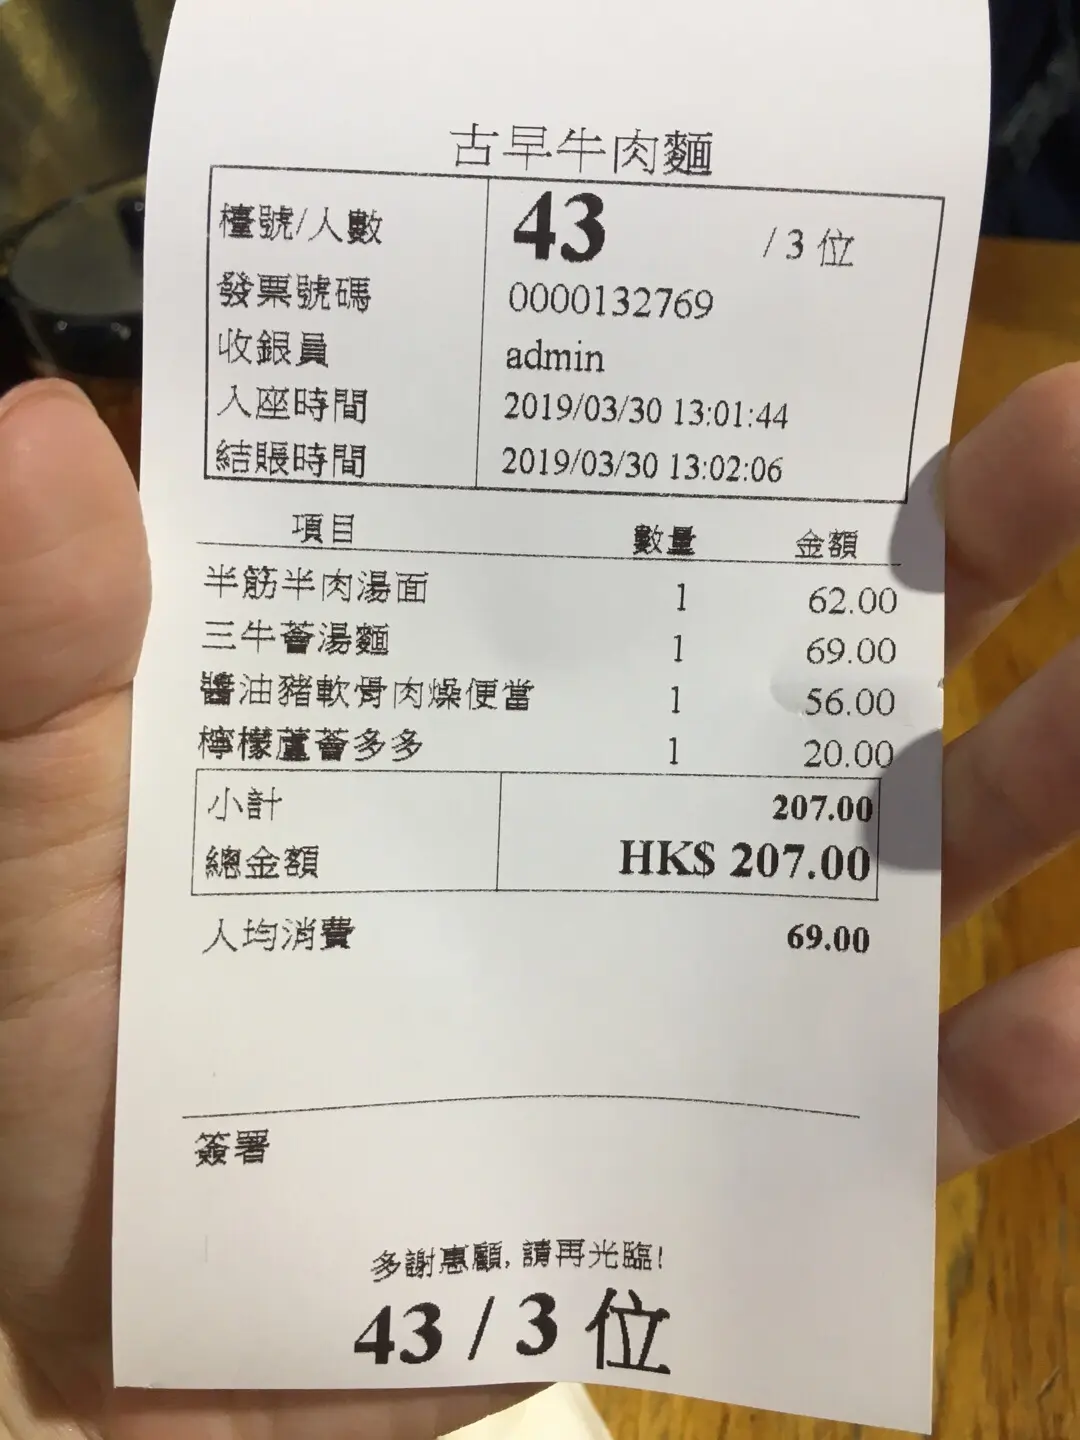 古早牛肉麵
檯號/人數 43 / 3 位
發票號碼 0000132769
收銀員 admin
入座時間 2019/03/30 13:01:44
結賬時間 2019/03/30 13:02:06
項目 數量 金額
半筋半肉湯面 1 62.00
三牛薈湯麵 1 69.00
醬油豬軟骨肉燥便當 1 56.00
檸檬蘆薈多多 1 20.00
小計 207.00
總金額 HK$ 207.00
人均消費 69.00
簽署
多謝惠顧, 請再光臨!
43 / 3 位